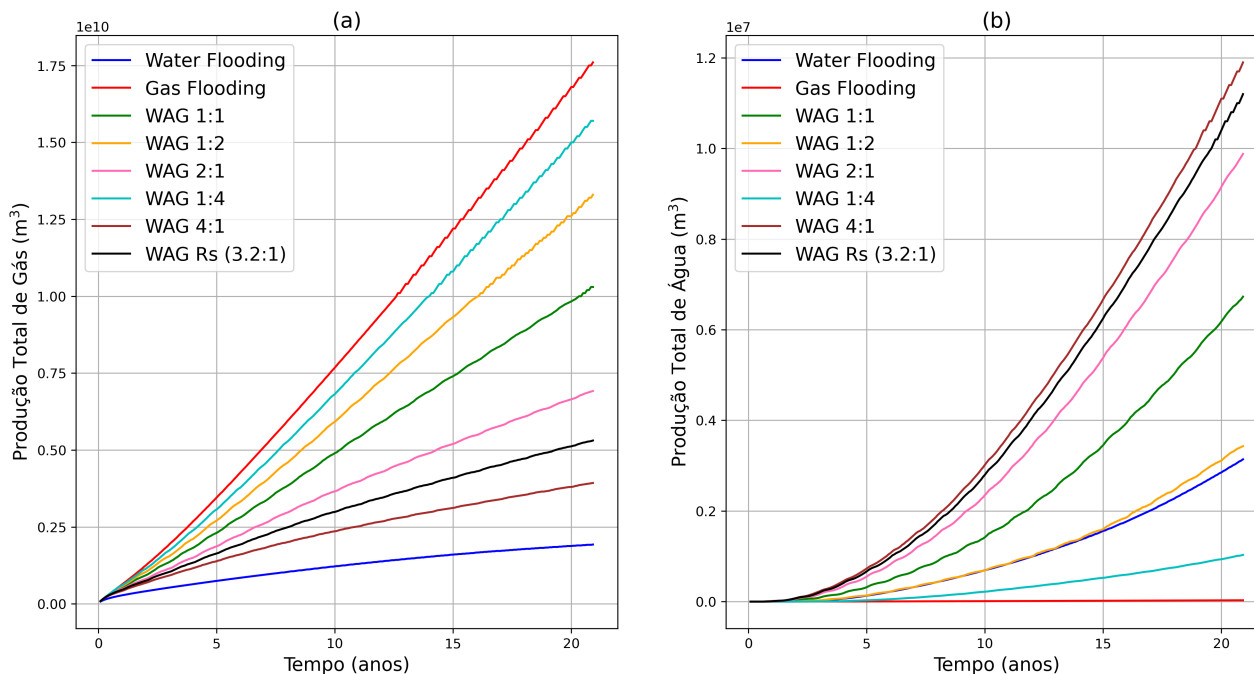 (a)
1e10
Water Flooding
Gas Flooding
WAG 1:1
WAG 1:2
WAG 2:1
WAG 1:4
WAG 4:1
WAG Rs (3.2:1)
1.75
1.50
1.25
1.00
0.75
0.50
0.25
0.00
Produção Total de Gás (m³)
0
5
10
15
20
Tempo (anos)
(b)
1e7
Water Flooding
Gas Flooding
WAG 1:1
WAG 1:2
WAG 2:1
WAG 1:4
WAG 4:1
WAG Rs (3.2:1)
1.2
1.0
0.8
0.6
0.4
0.2
0.0
Produção Total de Água (m³)
0
5
10
15
20
Tempo (anos)